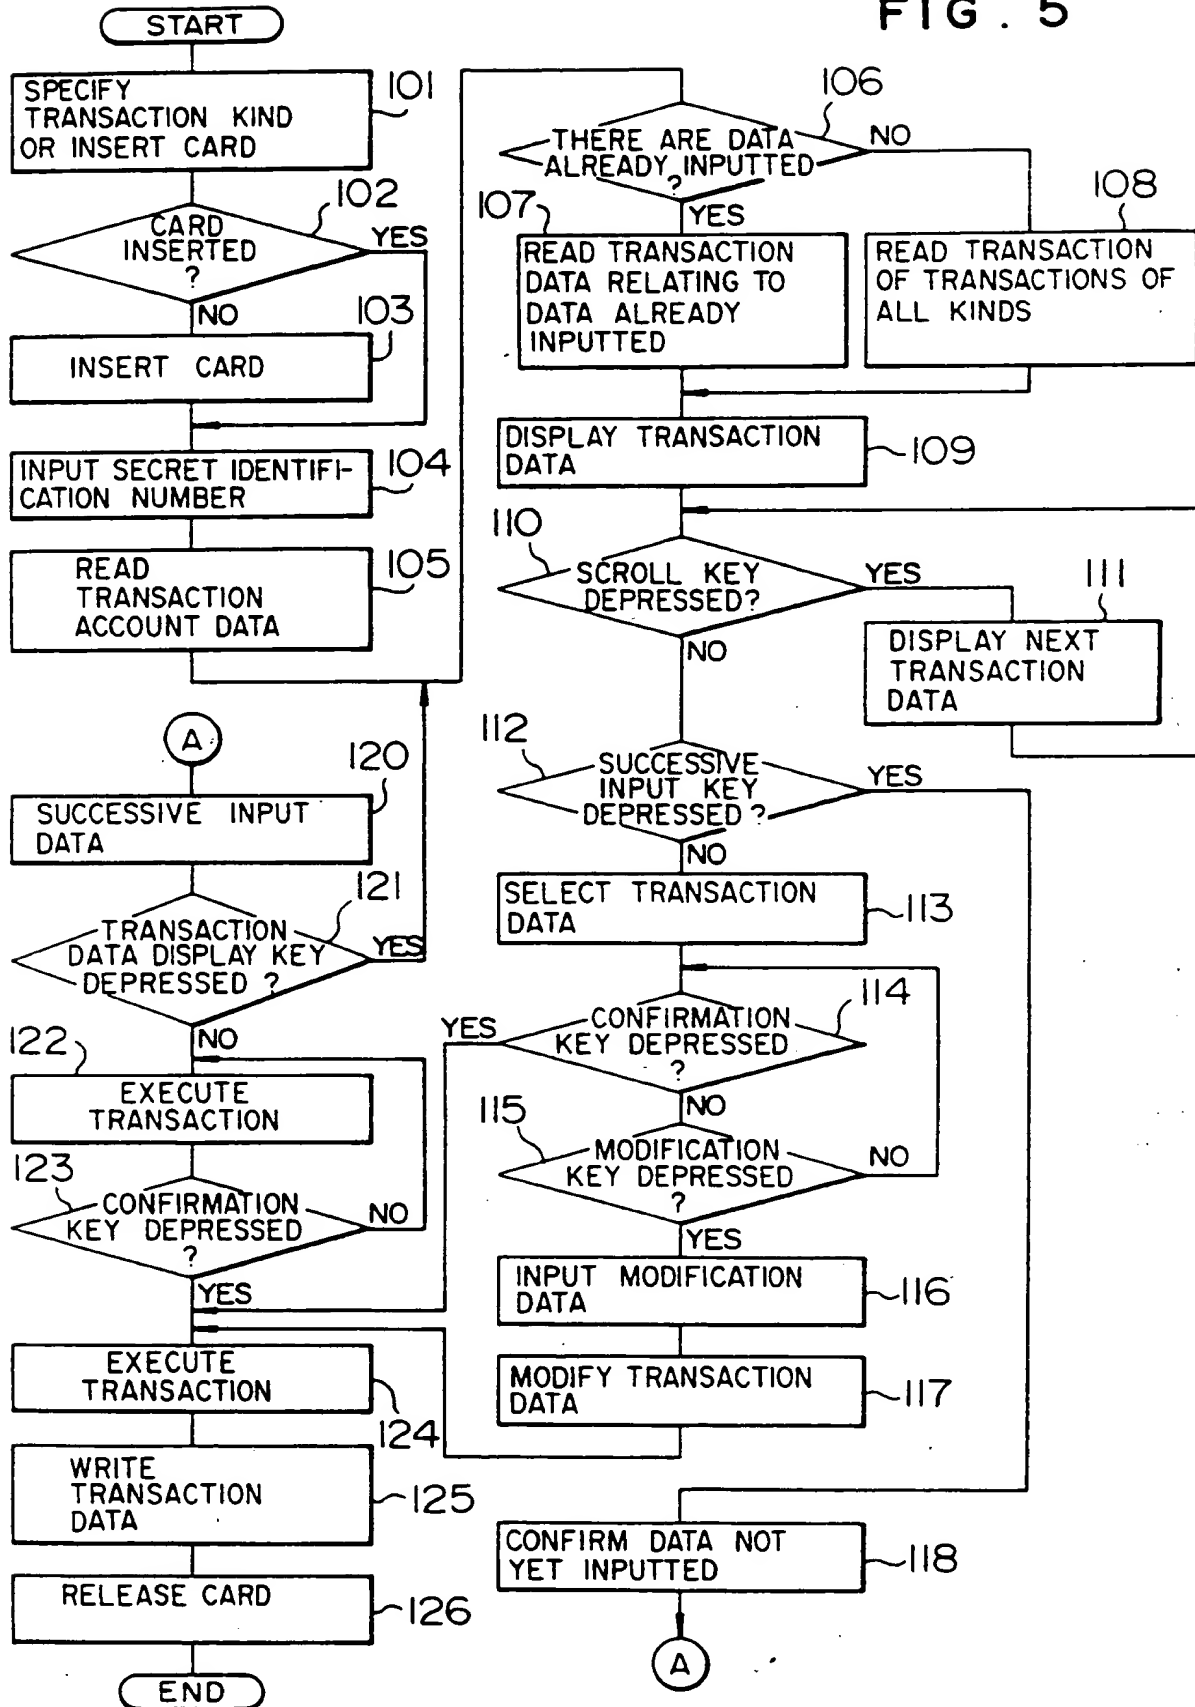 FIG. 5
START
SPECIFY
TRANSACTION KIND
OR INSERT CARD
101
102
CARD
INSERTED
?
YES
NO
103
INSERT CARD
INPUT SECRET IDENTIFI-
CATION NUMBER
104
READ
TRANSACTION
ACCOUNT DATA
105
A
120
SUCCESSIVE INPUT
DATA
121
TRANSACTION
DATA DISPLAY KEY
DEPRESSED ?
YES
NO
122
EXECUTE
TRANSACTION
123
CONFIRMATION
KEY DEPRESSED
?
NO
YES
EXECUTE
TRANSACTION
124
WRITE
TRANSACTION
DATA
125
RELEASE CARD
126
END
106
THERE ARE DATA
ALREADY INPUTTED
?
NO
YES
107
READ TRANSACTION
DATA RELATING TO
DATA ALREADY
INPUTTED
108
READ TRANSACTION
OF TRANSACTIONS OF
ALL KINDS
DISPLAY TRANSACTION
DATA
109
110
SCROLL KEY
DEPRESSED?
YES
NO
111
DISPLAY NEXT
TRANSACTION
DATA
112
SUCCESSIVE
INPUT KEY
DEPRESSED ?
YES
NO
SELECT TRANSACTION
DATA
113
114
CONFIRMATION
KEY DEPRESSED
?
YES
NO
115
MODIFICATION
KEY DEPRESSED
?
NO
YES
INPUT MODIFICATION
DATA
116
MODIFY TRANSACTION
DATA
117
CONFIRM DATA NOT
YET INPUTTED
118
A